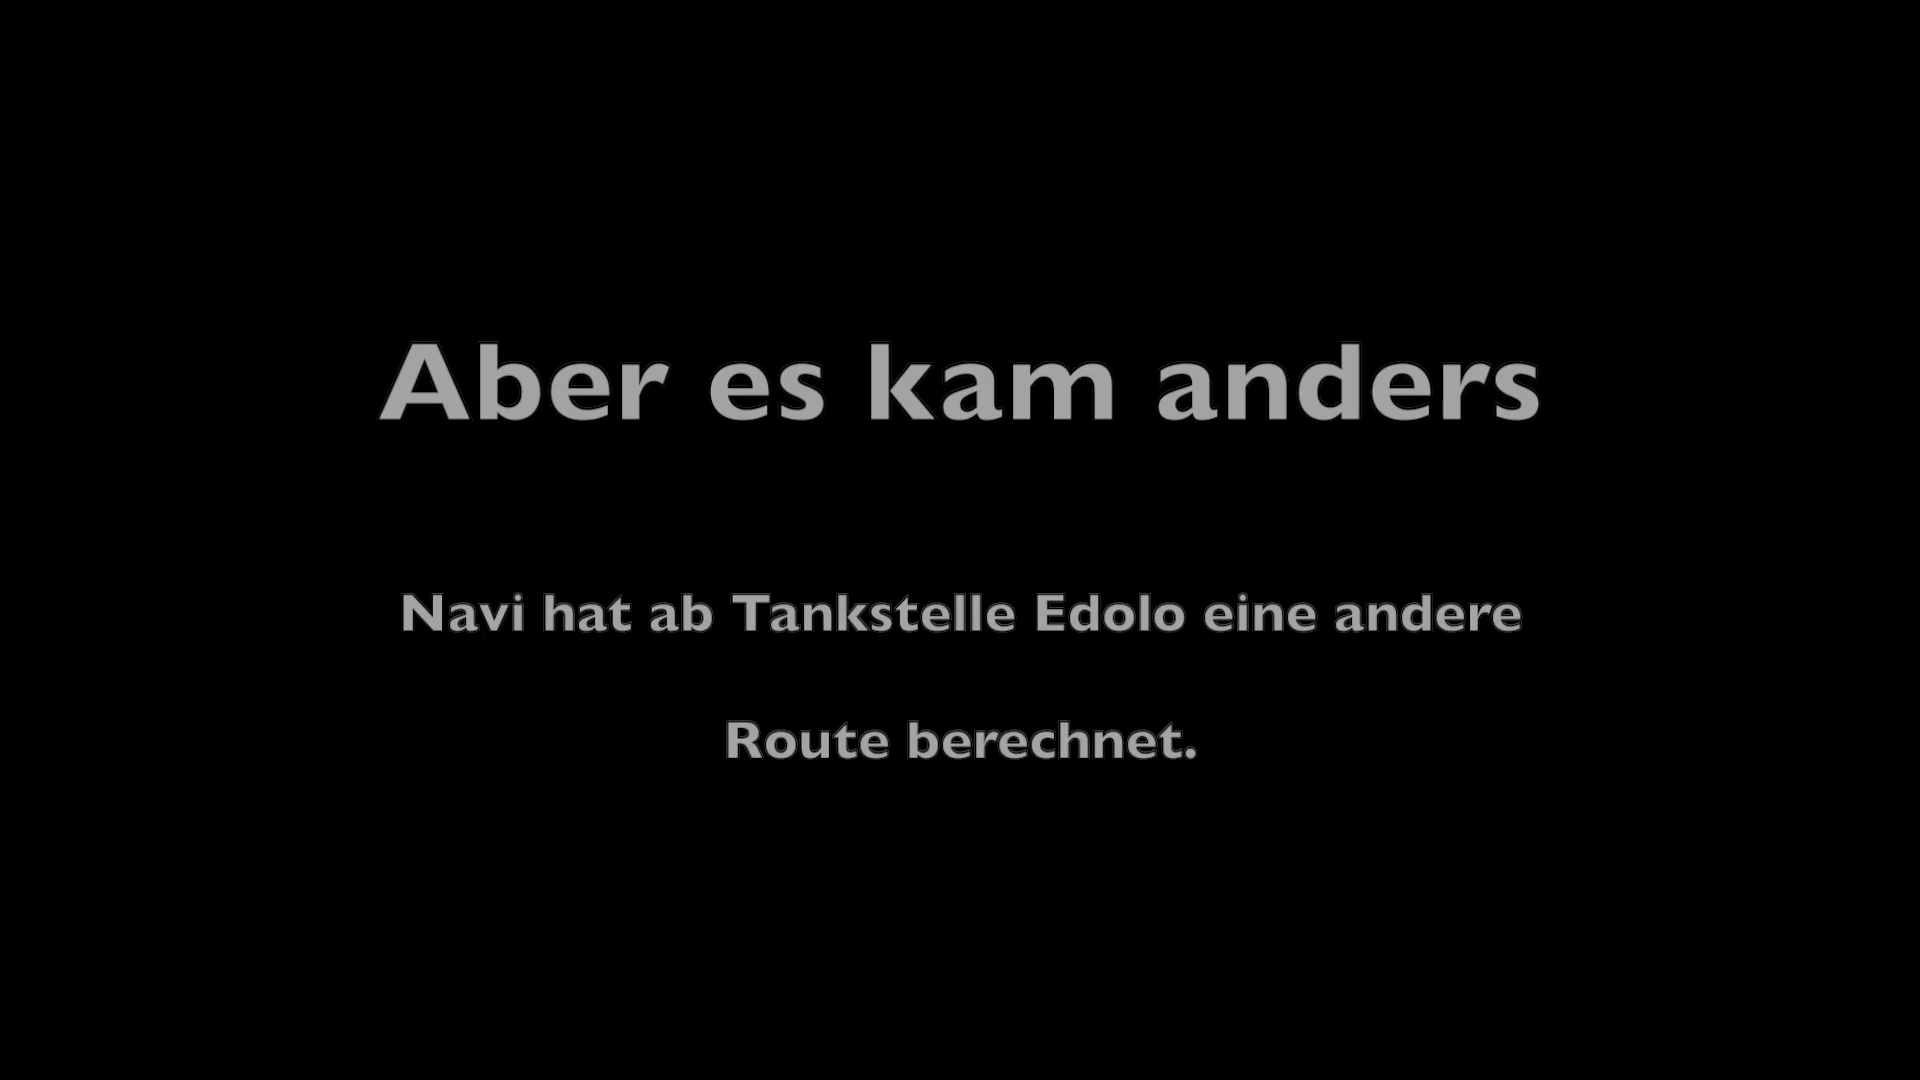 Aber es kam anders
Navi hat ab Tankstelle Edolo eine andere
Route berechnet.